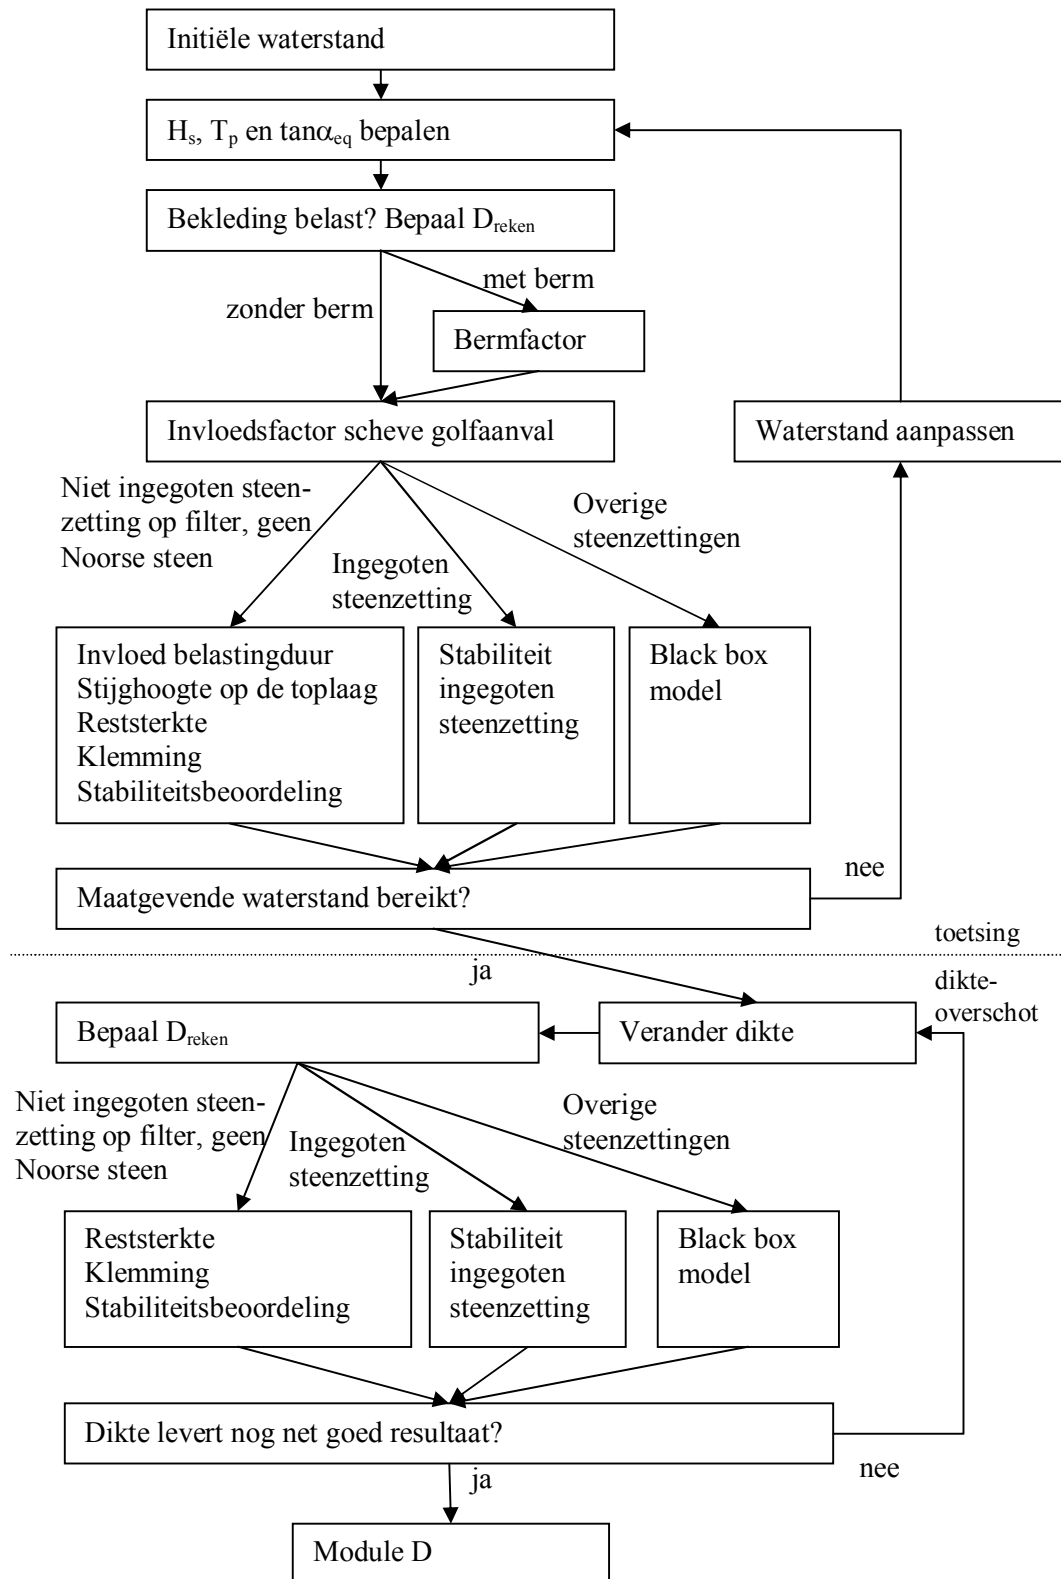 Initiële waterstand
Hs, Tp en tanαeq bepalen
Bekleding belast? Bepaal Dreken
met berm
zonder berm
Bermfactor
Invloedsfactor scheve golfaanval
Waterstand aanpassen
Niet ingegoten steen-
zetting op filter, geen
Noorse steen
Ingegoten
steenzetting
Overige
steenzettingen
Invloed belastingduur
Stijghoogte op de toplaag
Reststerkte
Klemming
Stabiliteitsbeoordeling
Stabiliteit
ingegoten
steenzetting
Black box
model
Maatgevende waterstand bereikt?
nee
toetsing
ja
dikte-
overschot
Bepaal Dreken
Verander dikte
Niet ingegoten steen-
zetting op filter, geen
Noorse steen
Ingegoten
steenzetting
Overige
steenzettingen
Reststerkte
Klemming
Stabiliteitsbeoordeling
Stabiliteit
ingegoten
steenzetting
Black box
model
Dikte levert nog net goed resultaat?
nee
ja
Module D